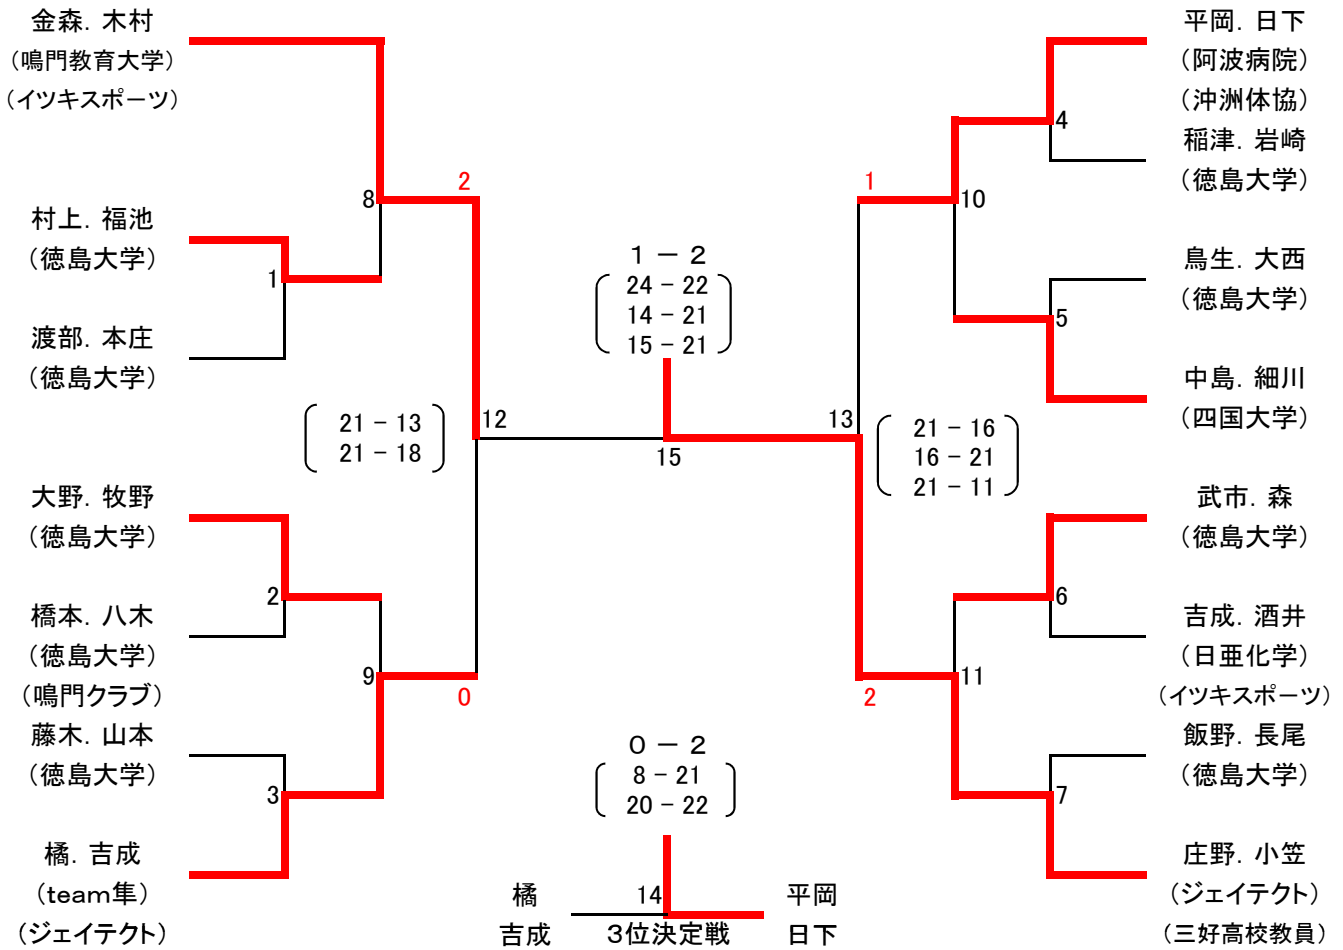 金森．木村
（鳴門教育大学）
（イツキスポーツ）
村上．福池
（徳島大学）
渡部．本庄
（徳島大学）
大野．牧野
（徳島大学）
橋本．八木
（徳島大学）
（鳴門クラブ）
藤木．山本
（徳島大学）
橘．吉成
（team隼）
（ジェイテクト）
8
1
2
9
3
2
0
12
21－13
21－18
1－2
24－22
14－21
15－21
15
0－2
8－21
20－22
14
橘
吉成
3位決定戦
平岡
日下
1
13
2
21－16
16－21
21－11
10
4
5
6
11
7
平岡．日下
（阿波病院）
（沖洲体協）
稲津．岩崎
（徳島大学）
鳥生．大西
（徳島大学）
中島．細川
（四国大学）
武市．森
（徳島大学）
吉成．酒井
（日亜化学）
（イツキスポーツ）
飯野．長尾
（徳島大学）
庄野．小笠
（ジェイテクト）
（三好高校教員）